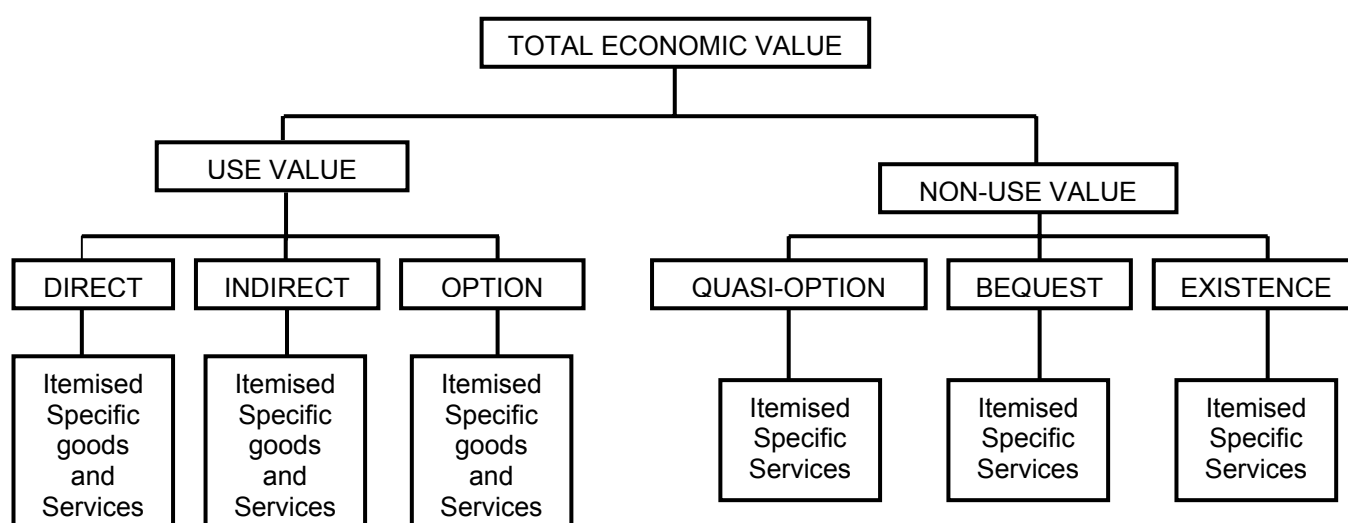 TOTAL ECONOMIC VALUE
USE VALUE
NON-USE VALUE
DIRECT
INDIRECT
OPTION
QUASI-OPTION
BEQUEST
EXISTENCE
Itemised
Specific
goods
and
Services
Itemised
Specific
goods
and
Services
Itemised
Specific
goods
and
Services
Itemised
Specific
Services
Itemised
Specific
Services
Itemised
Specific
Services